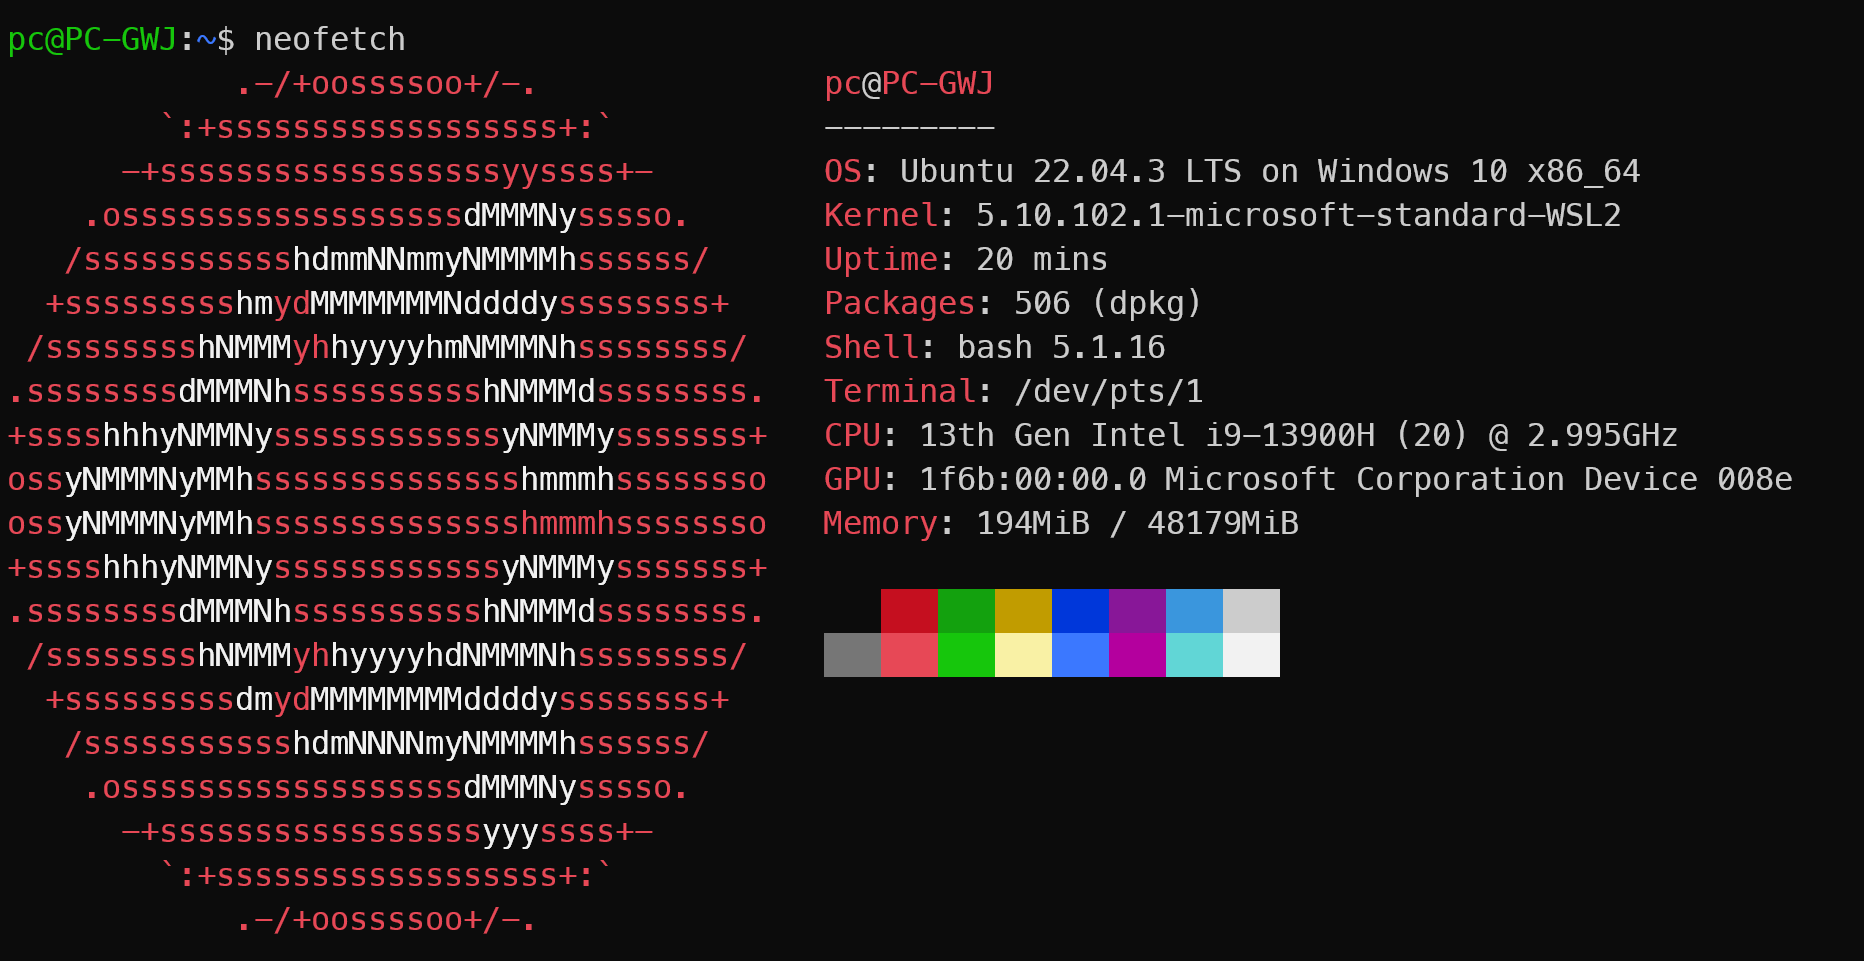 pc@PC-GWJ:~$ neofetch
            .-/+oossssoo+/-.               pc@PC-GWJ
        `:+ssssssssssssssssss+:`           ---------
      -+ssssssssssssssssssyyssss+-         OS: Ubuntu 22.04.3 LTS on Windows 10 x86_64
    .ossssssssssssssssssdMMMNysssso.       Kernel: 5.10.102.1-microsoft-standard-WSL2
   /ssssssssssshdmmNNmmyNMMMMhssssss/      Uptime: 20 mins
  +ssssssssshmydMMMMMMMNddddyssssssss+     Packages: 506 (dpkg)
 /sssssssshNMMMyhhyyyyhmNMMMNhssssssss/    Shell: bash 5.1.16
.ssssssssdMMMNhsssssssssshNMMMdssssssss.   Terminal: /dev/pts/1
+sssshhhyNMMNyssssssssssssyNMMMysssssss+   CPU: 13th Gen Intel i9-13900H (20) @ 2.995GHz
ossyNMMMNyMMhsssssssssssssshmmmhssssssso   GPU: 1f6b:00:00.0 Microsoft Corporation Device 008e
ossyNMMMNyMMhsssssssssssssshmmmhssssssso   Memory: 194MiB / 48179MiB
+sssshhhyNMMNyssssssssssssyNMMMysssssss+
.ssssssssdMMMNhsssssssssshNMMMdssssssss.
 /sssssssshNMMMyhhyyyyhdNMMMNhssssssss/
  +sssssssssdmydMMMMMMMMddddyssssssss+
   /ssssssssssshdmNNNNmyNMMMMhssssss/
    .ossssssssssssssssssdMMMNysssso.
      -+sssssssssssssssssyyyssss+-
        `:+ssssssssssssssssss+:`
            .-/+oossssoo+/-.